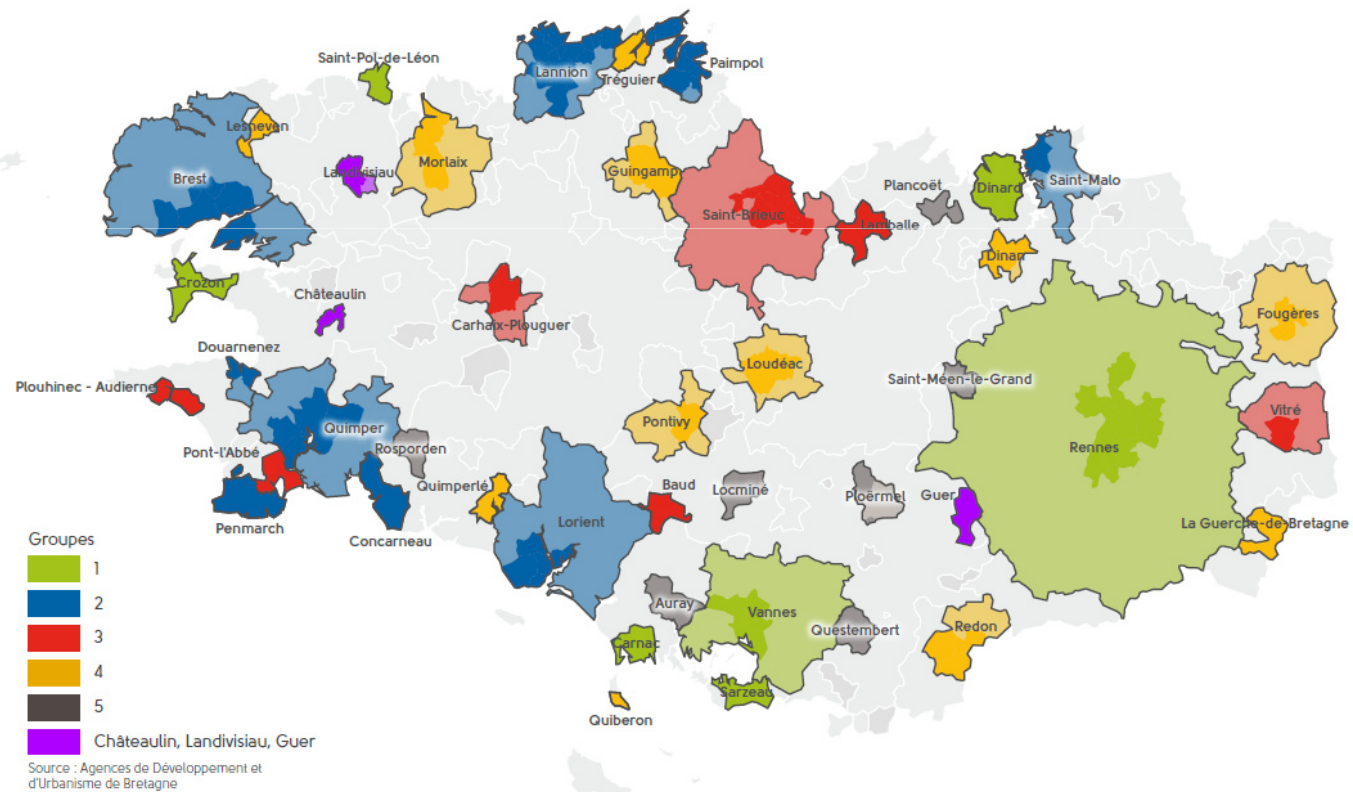 Saint-Pol-de-Léon
Lannion
Tréguier
Paimpol
Lesneven
Brest
Landivisiau
Morlaix
Guingamp
Saint-Brieuc
Lamballe
Plancoët
Dinard
Saint-Malo
Dinan
Crozon
Châteaulin
Carhaix-Plouguer
Fougères
Douarnenez
Plouhinec - Audierne
Loudéac
Saint-Méen-le-Grand
Vitré
Quimper
Pontivy
Rennes
Pont-l'Abbé
Rosporden
Quimperlé
Baud
Locminé
Ploërmel
Guer
Penmarch
Concarneau
Lorient
La Guerche-de-Bretagne
Auray
Vannes
Questembert
Redon
Carnac
Sarzeau
Quiberon
Groupes
1
2
3
4
5
Châteaulin, Landivisiau, Guer
Source : Agences de Développement et
d'Urbanisme de Bretagne